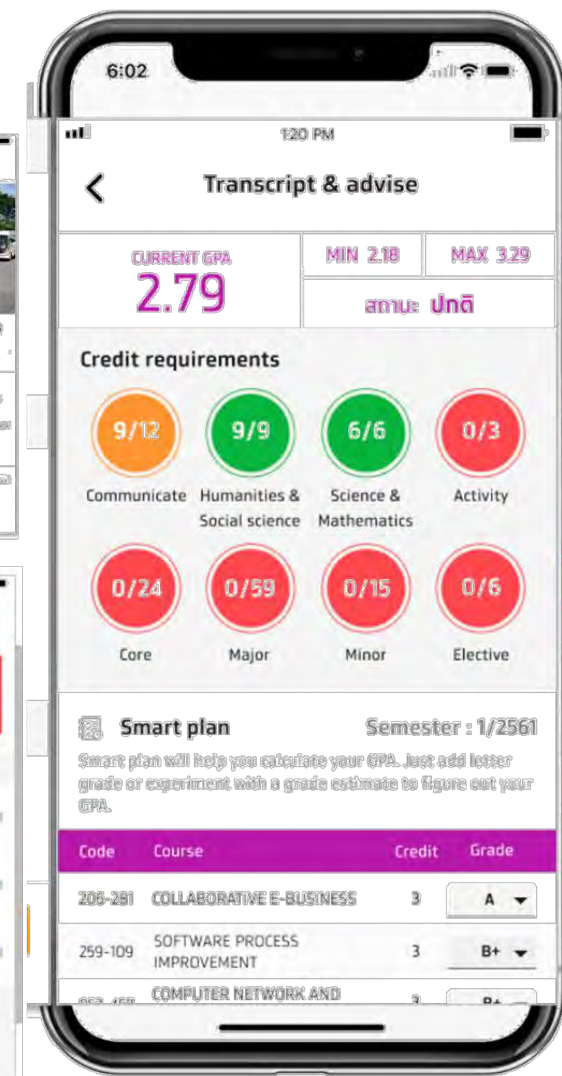 6:02
1:20 PM
Transcript & advise
CURRENT GPA
2.79
MIN 2.18
MAX 3.29
สถานะ ปกติ
Credit requirements
9/12
9/9
6/6
0/3
Communicate
Humanities &
Social science
Science &
Mathematics
Activity
0/24
0/59
0/15
0/6
Core
Major
Minor
Elective
Smart plan
Semester : 1/2561
Smart plan will help you calculate your GPA. Just add letter
grade or experiment with a grade estimate to figure out your
GPA.
Code Course Credit Grade
206-281 COLLABORATIVE E-BUSINESS 3 A
259-109 SOFTWARE PROCESS
IMPROVEMENT 3 B+
COMPUTER NETWORK AND